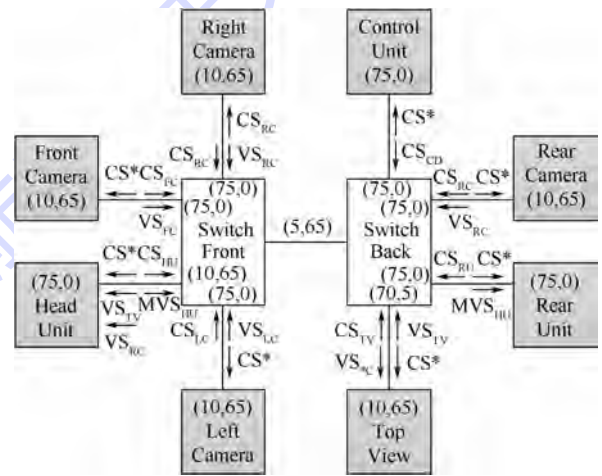 Right
Camera
(10,65)
Control
Unit
(75,0)
CS_RC
CS_RC
VS_RC
CS*
CS_CD
Front
Camera
(10,65)
CS*CS_FC
VS_FC
(75,0)
(75,0)
Switch
Front
(10,65)
(75,0)
(5,65)
(75,0)
(75,0)
Switch
Back
(75,0)
(70,5)
CS_RC CS*
VS_RC
Rear
Camera
(10,65)
(75,0)
Head
Unit
CS*CS_HU
VS_TV
MVS_HU
VS_RC
CS_RU CS*
MVS_HU
(75,0)
Rear
Unit
CS_LC
VS_LC
CS*
CS_TV
VS_*C
VS_TV
CS*
(10,65)
Left
Camera
(10,65)
Top
View